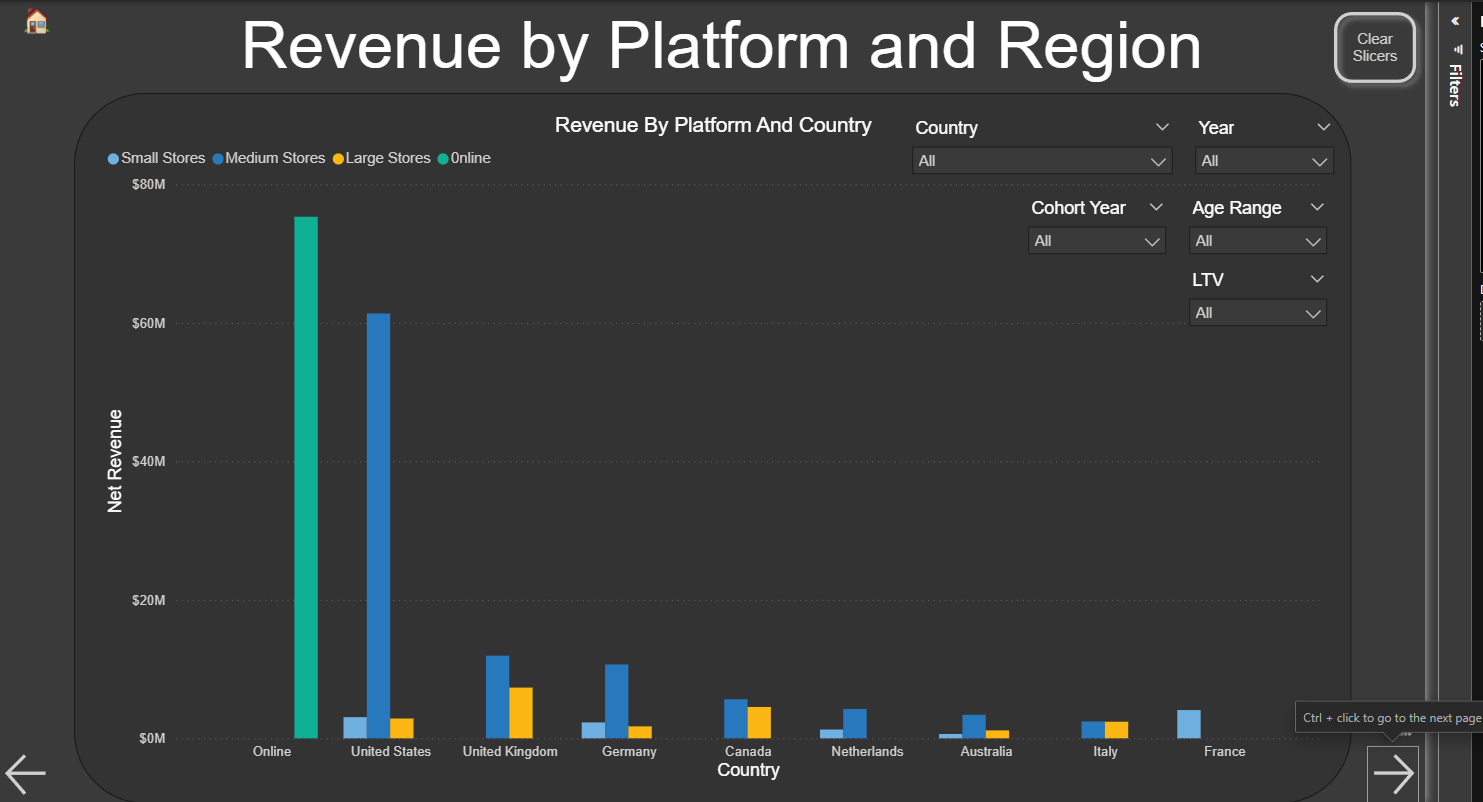 Revenue by Platform and Region
Clear
Slicers
Filters
Revenue By Platform And Country
Country
Year
Small Stores Medium Stores Large Stores 0nline
All
All
$80M
Cohort Year
Age Range
All
All
LTV
All
$60M
$40M
$20M
$0M
Net Revenue
Online
United States
United Kingdom
Germany
Canada
Netherlands
Australia
Italy
France
Country
Ctrl + click to go to the next page